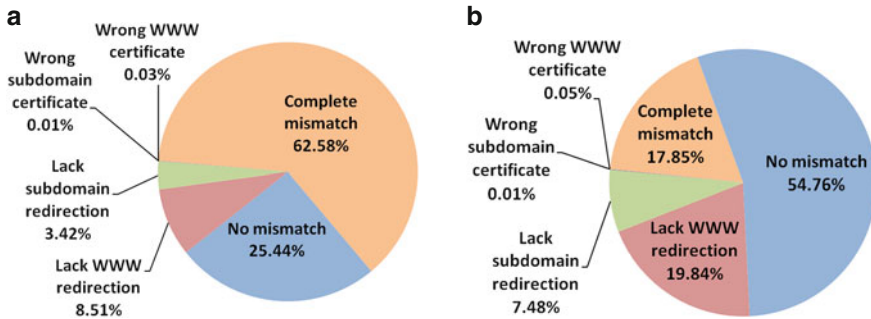 a
Wrong WWW
certificate
0.03%
Wrong
subdomain
certificate
0.01%
Complete
mismatch
62.58%
Lack
subdomain
redirection
3.42%
No mismatch
25.44%
Lack WWW
redirection
8.51%
b
Wrong WWW
certificate
0.05%
Complete
mismatch
17.85%
No mismatch
54.76%
Wrong
subdomain
certificate
0.01%
Lack WWW
redirection
19.84%
Lack
subdomain
redirection
7.48%